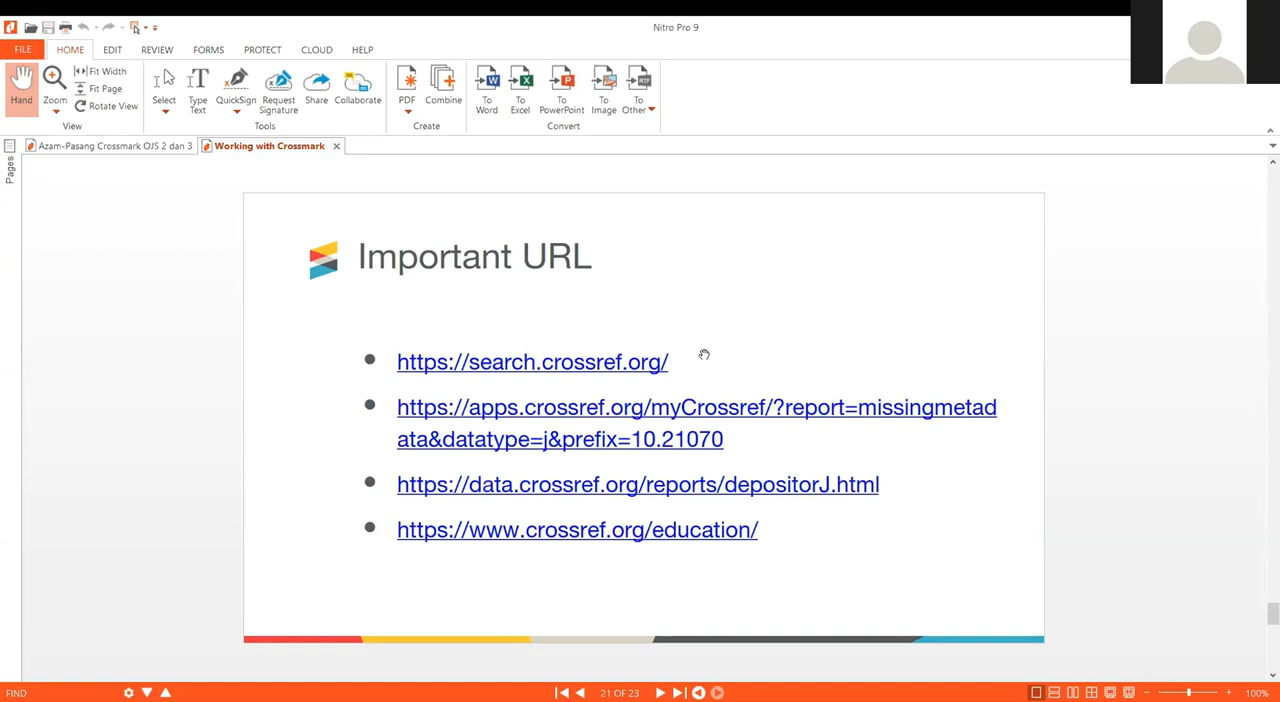 Nitro Pro 9
FILE
HOME
EDIT
REVIEW
FORMS
PROTECT
CLOUD
HELP
Hand
Zoom
Fit Width
Fit Page
Rotate View
View
Select
Type Text
QuickSign
Request Signature
Share
Collaborate
Tools
PDF
Combine
Create
To Word
To Excel
To PowerPoint
To Image
To Other
Convert
Azam-Pasang Crossmark OJS 2 dan 3
Working with Crossmark
Pages
Important URL
https://search.crossref.org/
https://apps.crossref.org/myCrossref/?report=missingmetad
ata&datatype=j&prefix=10.21070
https://data.crossref.org/reports/depositorJ.html
https://www.crossref.org/education/
FIND
21 OF 23
100%